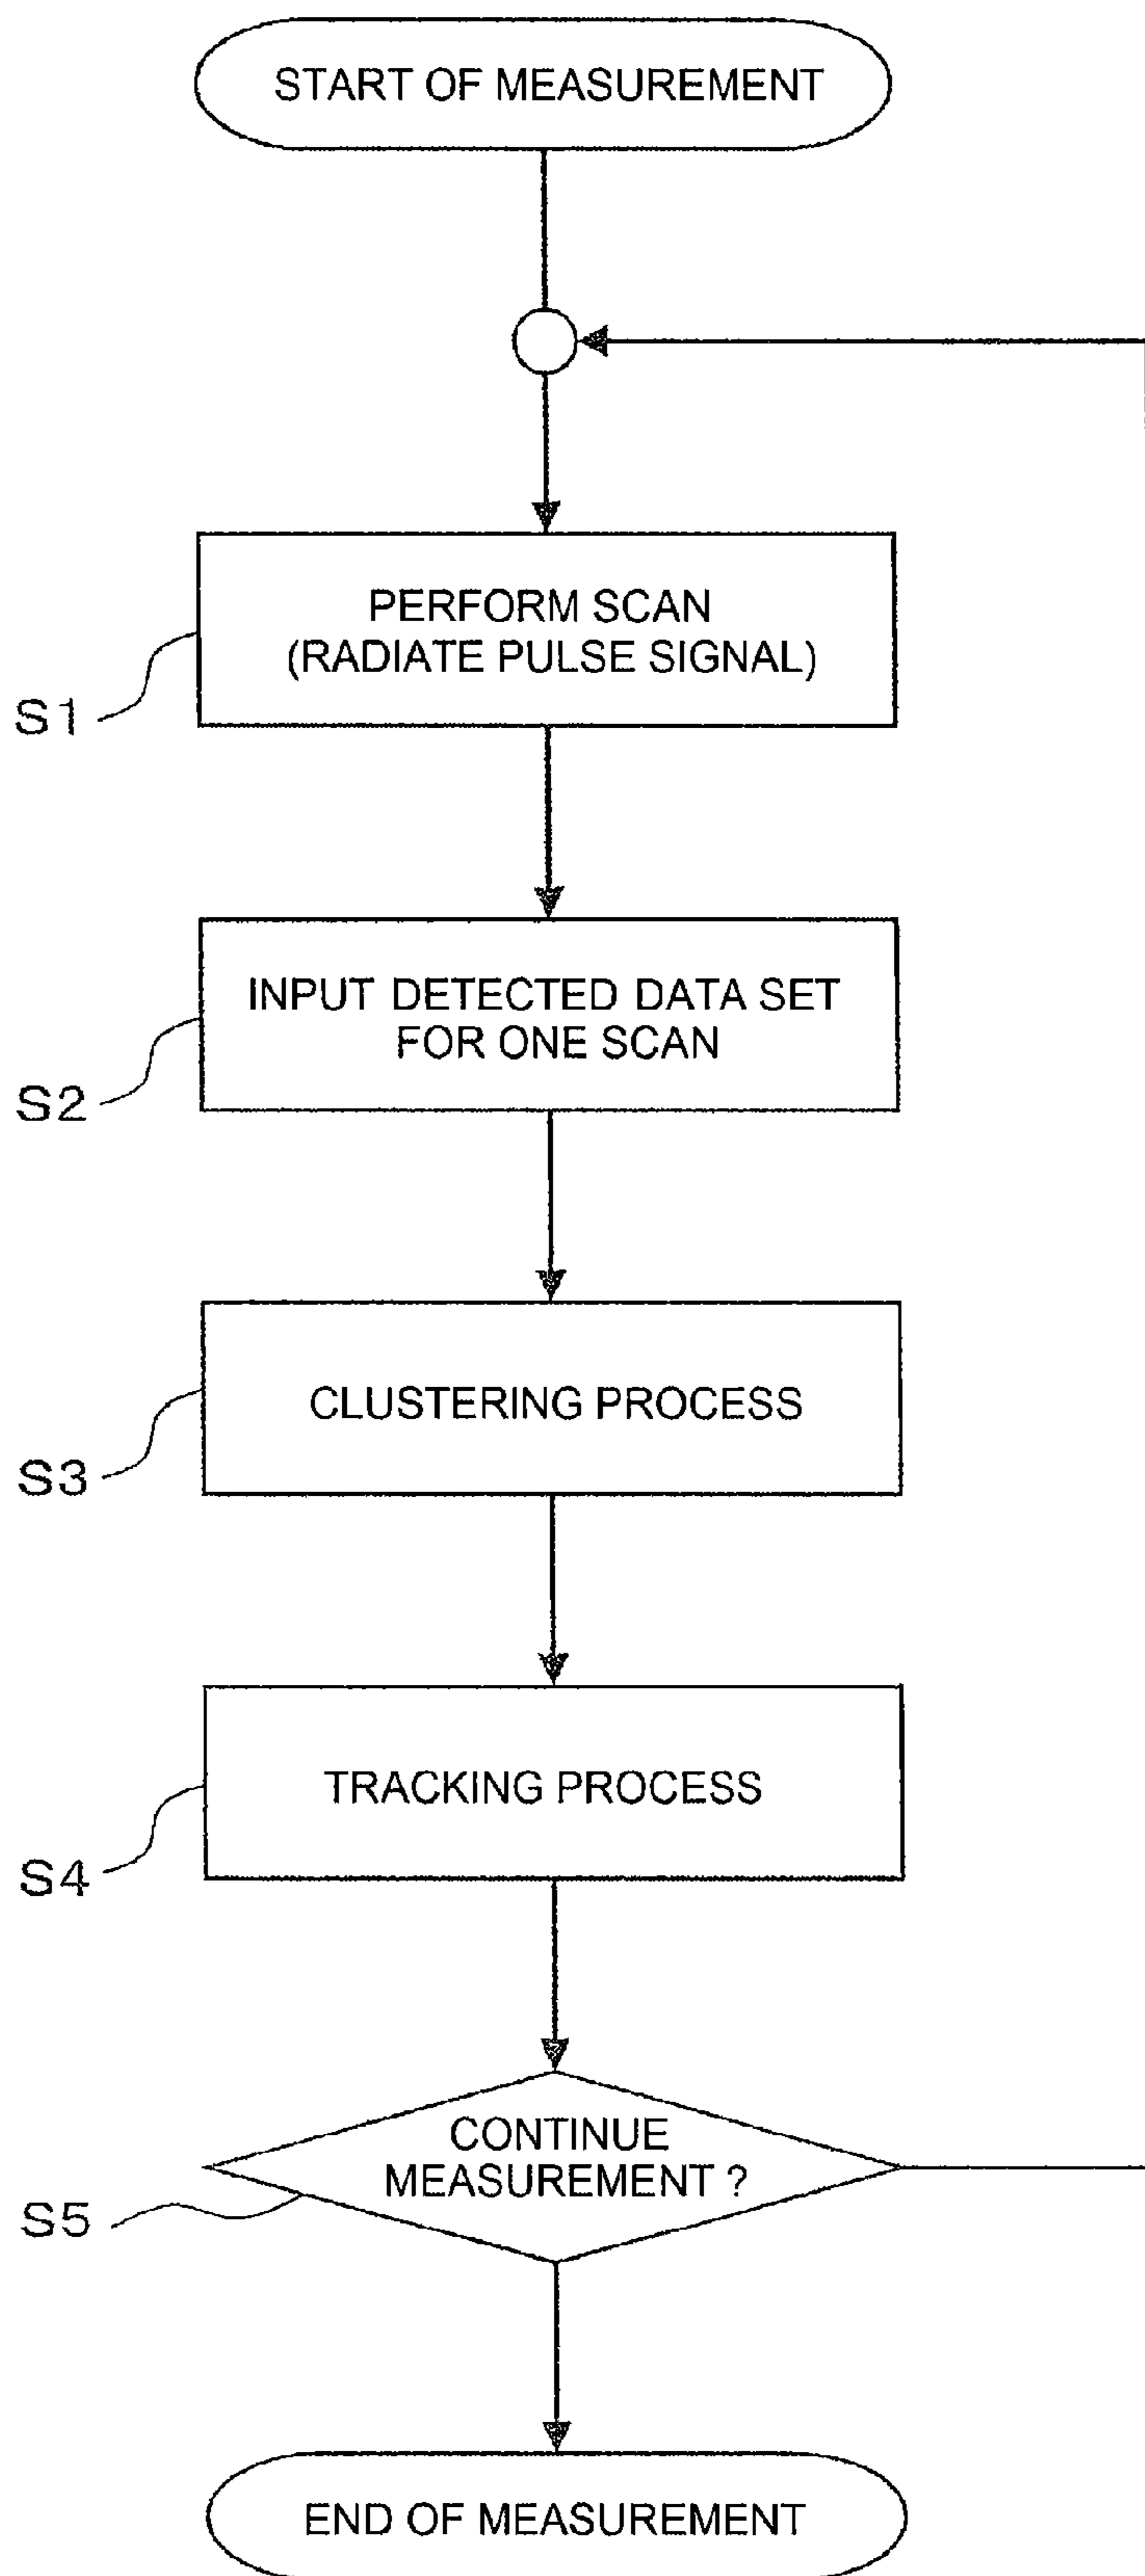 START OF MEASUREMENT
PERFORM SCAN
(RADIATE PULSE SIGNAL)
S1
INPUT DETECTED DATA SET
FOR ONE SCAN
S2
CLUSTERING PROCESS
S3
TRACKING PROCESS
S4
CONTINUE
MEASUREMENT ?
S5
END OF MEASUREMENT